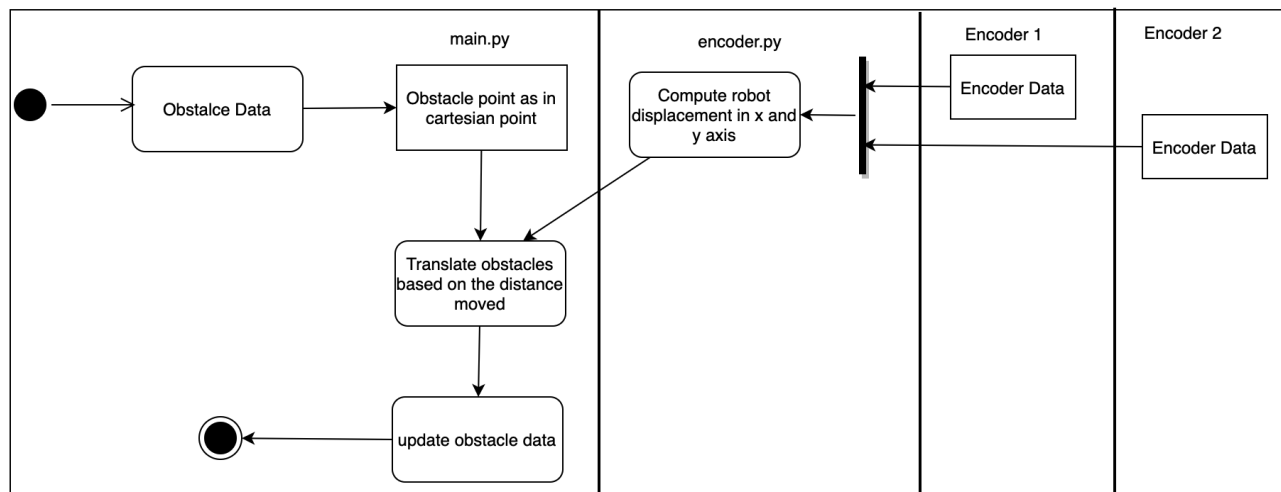 main.py
encoder.py
Encoder 1
Encoder 2
Obstalce Data
Obstacle point as in
cartesian point
Compute robot
displacement in x and
y axis
Encoder Data
Encoder Data
Translate obstacles
based on the distance
moved
update obstacle data